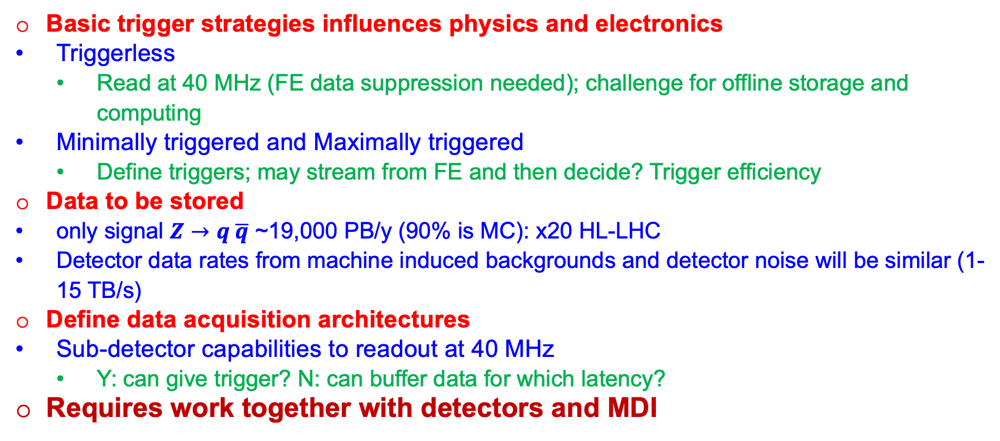 ○ Basic trigger strategies influences physics and electronics
• Triggerless
• Read at 40 MHz (FE data suppression needed); challenge for offline storage and
computing
• Minimally triggered and Maximally triggered
• Define triggers; may stream from FE and then decide? Trigger efficiency
○ Data to be stored
• only signal Z → q q̅ ~19,000 PB/y (90% is MC): x20 HL-LHC
• Detector data rates from machine induced backgrounds and detector noise will be similar (1-
15 TB/s)
○ Define data acquisition architectures
• Sub-detector capabilities to readout at 40 MHz
• Y: can give trigger? N: can buffer data for which latency?
○ Requires work together with detectors and MDI